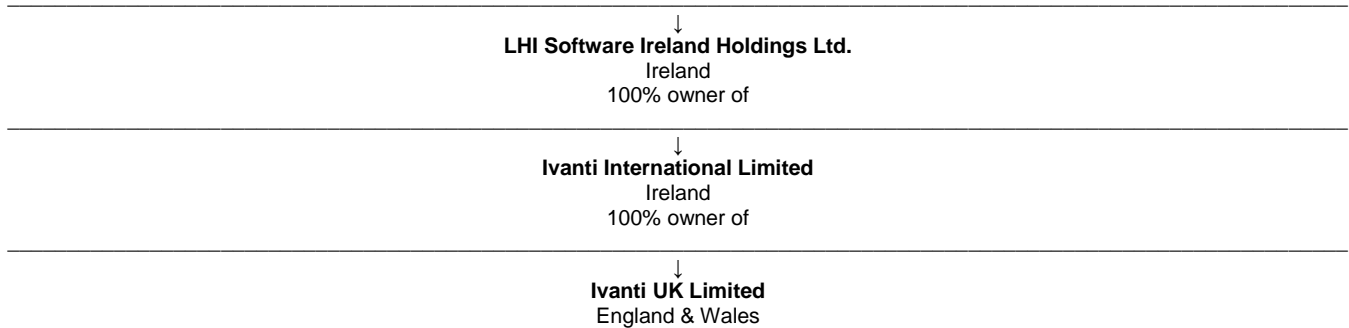 ↓
LHI Software Ireland Holdings Ltd.
Ireland
100% owner of
↓
Ivanti International Limited
Ireland
100% owner of
↓
Ivanti UK Limited
England & Wales